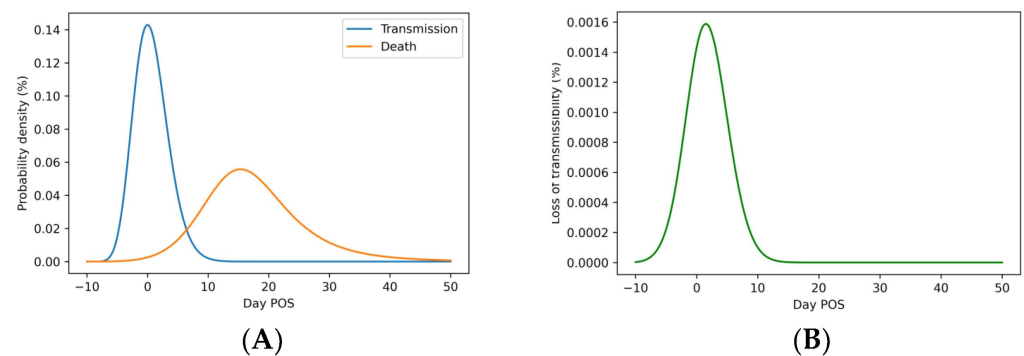 Transmission
Death
Probability density (%)
0.14
0.12
0.10
0.08
0.06
0.04
0.02
0.00
−10 0 10 20 30 40 50
Day POS
(A)
Loss of transmissibility (%)
0.0016
0.0014
0.0012
0.0010
0.0008
0.0006
0.0004
0.0002
0.0000
−10 0 10 20 30 40 50
Day POS
(B)